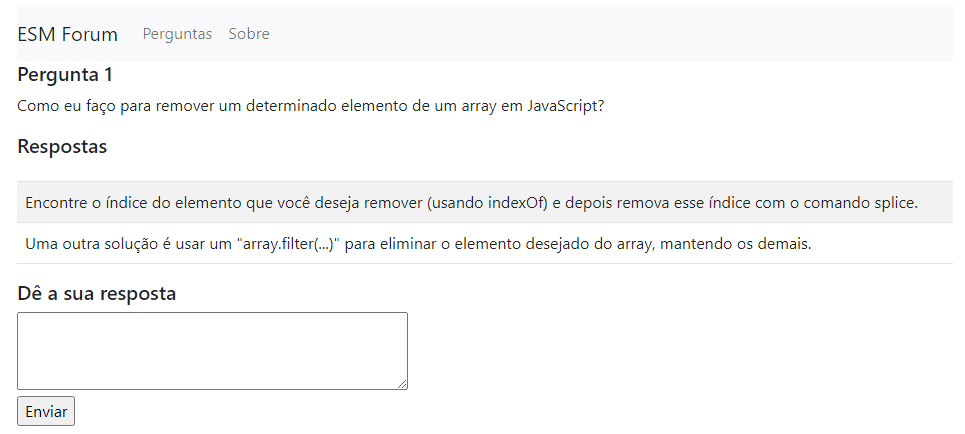 ESM Forum Perguntas Sobre
Pergunta 1
Como eu faço para remover um determinado elemento de um array em JavaScript?
Respostas
Encontre o índice do elemento que você deseja remover (usando indexOf) e depois remova esse índice com o comando splice.
Uma outra solução é usar um "array.filter(...)" para eliminar o elemento desejado do array, mantendo os demais.
Dê a sua resposta
Enviar